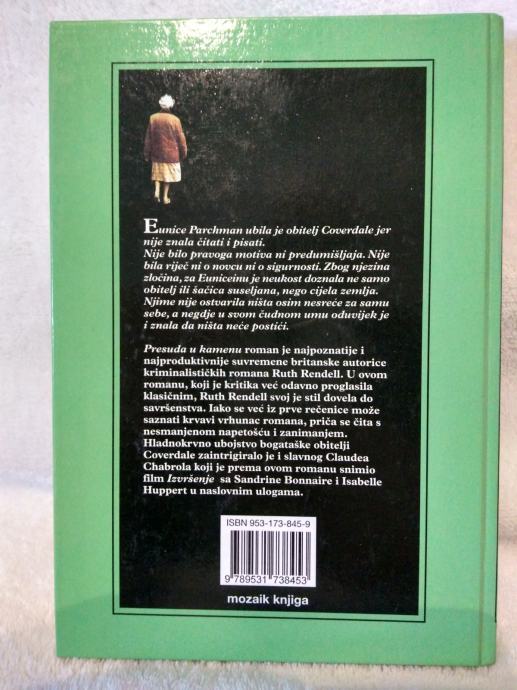 Eunice Parchman ubila je obitelj Coverdale jer
nije znala čitati i pisati.
Nije bilo pravoga motiva ni predumišljaja. Nije
bila riječ ni o novcu ni o sigurnosti. Zbog njezina
zločina, za Euniceinu je neukost doznala ne samo
obitelj ili šačica suseljana, nego cijela zemlja.
Njime nije ostvarila ništa osim nesreće za samu
sebe, a negdje u svom čudnom umu oduvijek je
i znala da ništa neće postići.
Presuda u kamenu roman je najpoznatije i
najproduktivnije suvremene britanske autorice
kriminalističkih romana Ruth Rendell. U ovom
romanu, koji je kritika već odavno proglasila
klasičnim, Ruth Rendell svoj je stil dovela do
savršenstva. Iako se već iz prve rečenice može
saznati krvavi vrhunac romana, priča se čita s
nesmanjenom napetošću i zanimanjem.
Hladnokrvno ubojstvo bogataške obitelji
Coverdale zaintrigiralo je i slavnog Claudea
Chabrola koji je prema ovom romanu snimio
film Izvršenje sa Sandrine Bonnaire i Isabelle
Huppert u naslovnim ulogama.
ISBN 953-173-845-9
9 789531 738453
mozaik knjiga